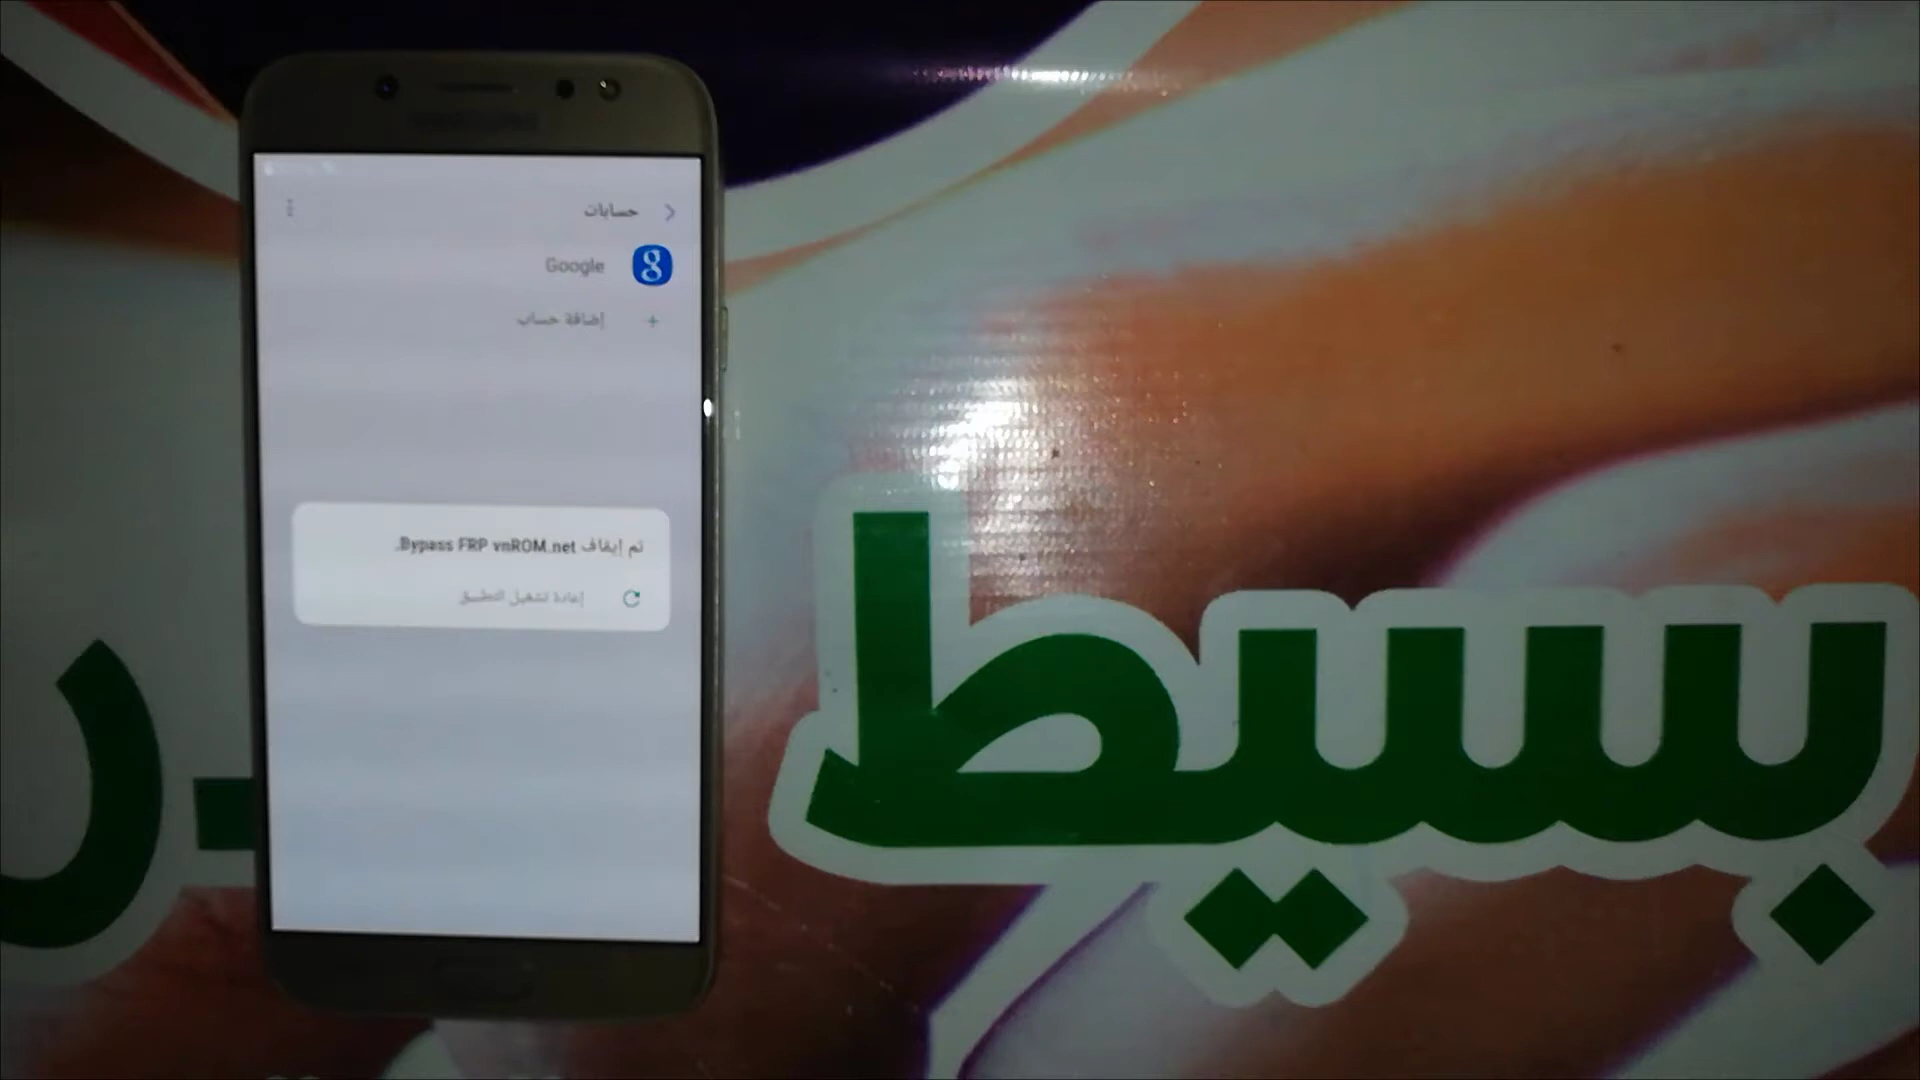 حسابات
Google
إضافة حساب
تم إيقاف Bypass FRP vnROM.net.
إعادة تشغيل التطبيق
بسيط